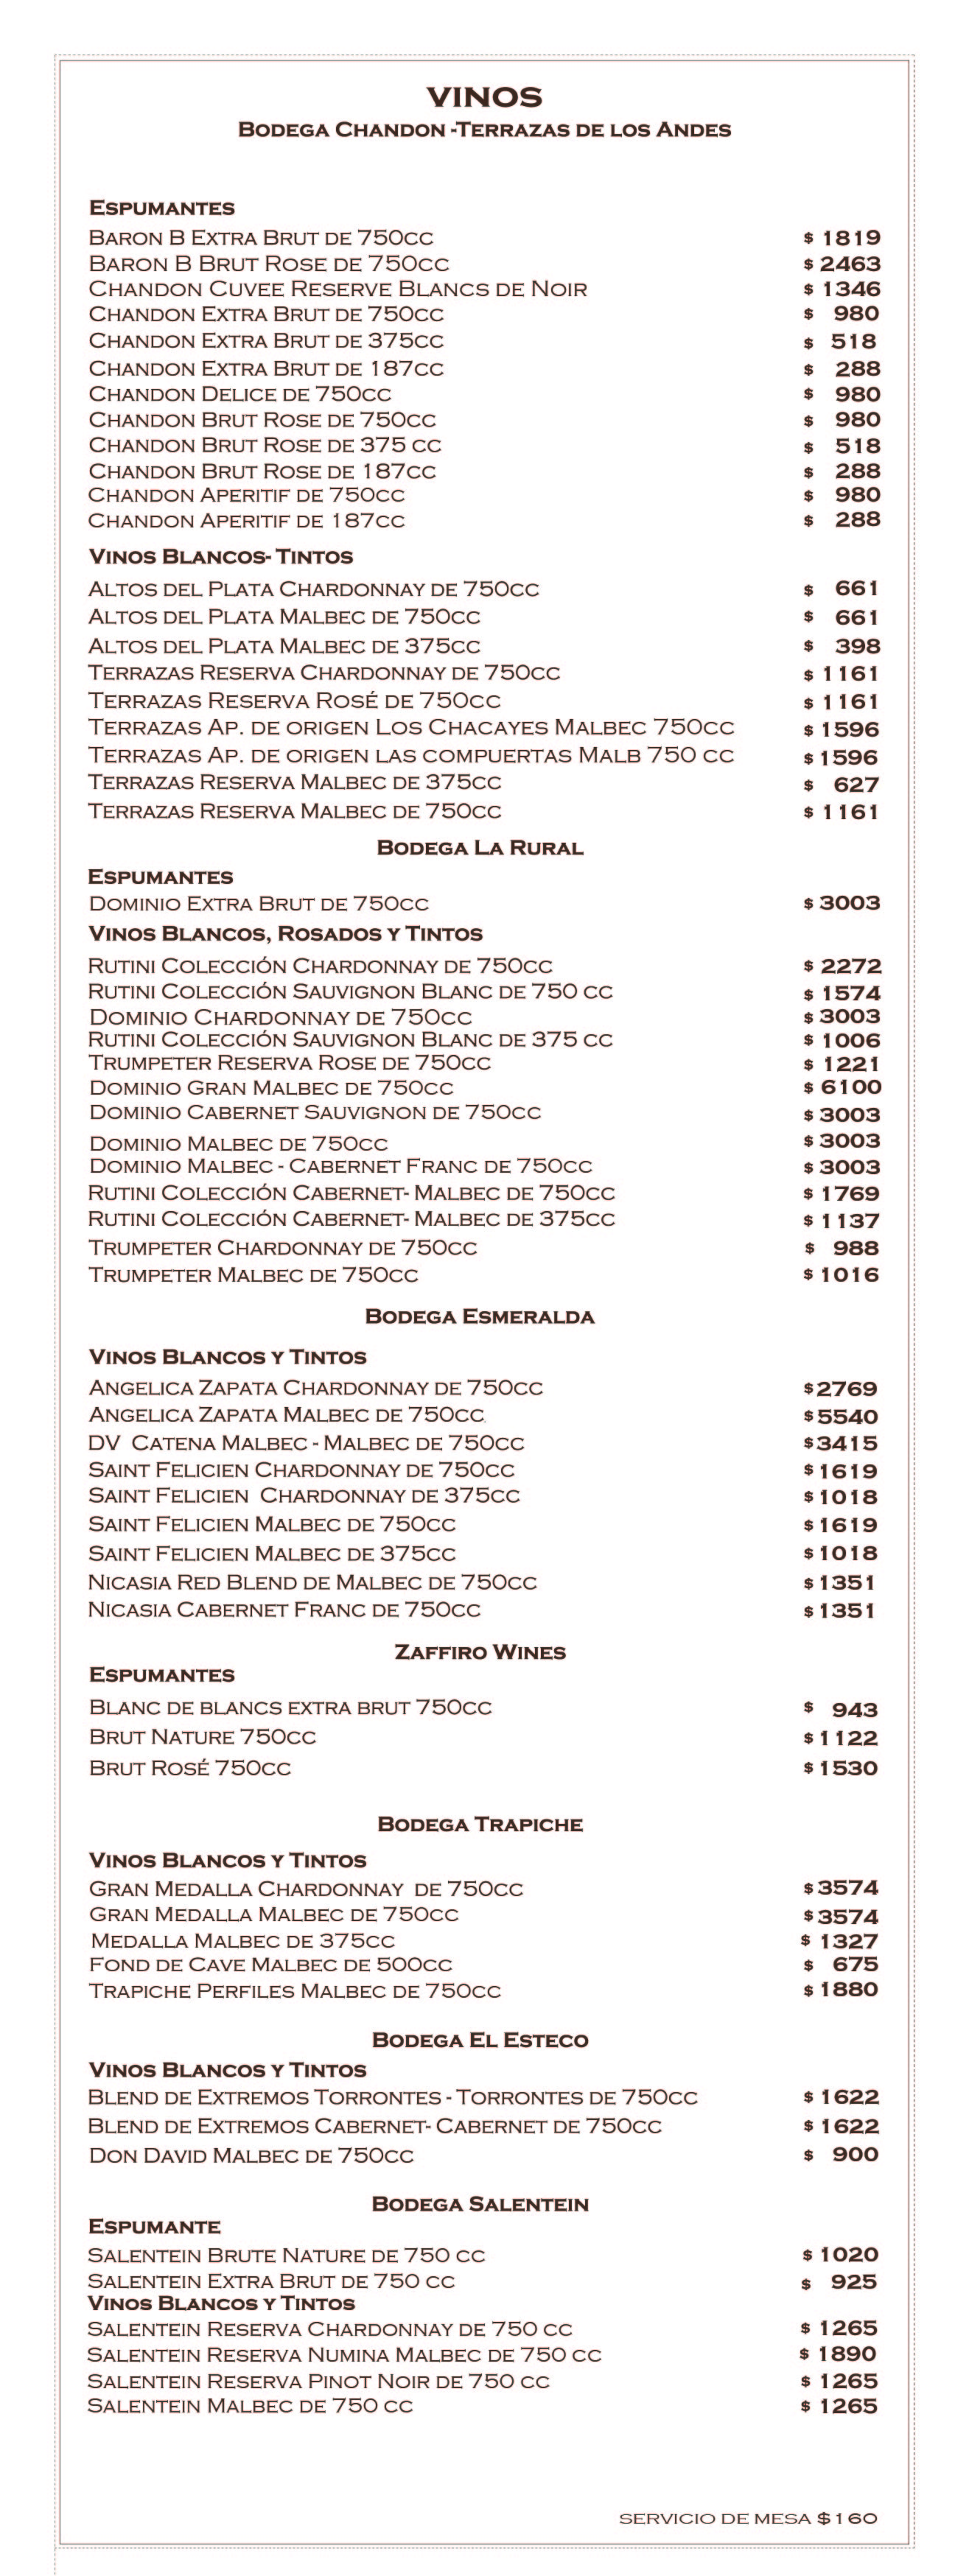 VINOS
Bodega Chandon -Terrazas de los Andes
Espumantes
Baron B Extra Brut de 750cc $ 1819
Baron B Brut Rose de 750cc $ 2463
Chandon Cuvee Reserve Blancs de Noir $ 1346
Chandon Extra Brut de 750cc $ 980
Chandon Extra Brut de 375cc $ 518
Chandon Extra Brut de 187cc $ 288
Chandon Delice de 750cc $ 980
Chandon Brut Rose de 750cc $ 980
Chandon Brut Rose de 375 cc $ 518
Chandon Brut Rose de 187cc $ 288
Chandon Aperitif de 750cc $ 980
Chandon Aperitif de 187cc $ 288
Vinos Blancos- Tintos
Altos del Plata Chardonnay de 750cc $ 661
Altos del Plata Malbec de 750cc $ 661
Altos del Plata Malbec de 375cc $ 398
Terrazas Reserva Chardonnay de 750cc $ 1161
Terrazas Reserva Rosé de 750cc $ 1161
Terrazas Ap. de origen Los Chacayes Malbec 750cc $ 1596
Terrazas Ap. de origen las compuertas Malb 750 cc $ 1596
Terrazas Reserva Malbec de 375cc $ 627
Terrazas Reserva Malbec de 750cc $ 1161
Bodega La Rural
Espumantes
Dominio Extra Brut de 750cc $ 3003
Vinos Blancos, Rosados y Tintos
Rutini Colección Chardonnay de 750cc $ 2272
Rutini Colección Sauvignon Blanc de 750 cc $ 1574
Dominio Chardonnay de 750cc $ 3003
Rutini Colección Sauvignon Blanc de 375 cc $ 1006
Trumpeter Reserva Rose de 750cc $ 1221
Dominio Gran Malbec de 750cc $ 6100
Dominio Cabernet Sauvignon de 750cc $ 3003
Dominio Malbec de 750cc $ 3003
Dominio Malbec - Cabernet Franc de 750cc $ 3003
Rutini Colección Cabernet- Malbec de 750cc $ 1769
Rutini Colección Cabernet- Malbec de 375cc $ 1137
Trumpeter Chardonnay de 750cc $ 988
Trumpeter Malbec de 750cc $ 1016
Bodega Esmeralda
Vinos Blancos y Tintos
Angelica Zapata Chardonnay de 750cc $ 2769
Angelica Zapata Malbec de 750cc $ 5540
DV Catena Malbec - Malbec de 750cc $ 3415
Saint Felicien Chardonnay de 750cc $ 1619
Saint Felicien Chardonnay de 375cc $ 1018
Saint Felicien Malbec de 750cc $ 1619
Saint Felicien Malbec de 375cc $ 1018
Nicasia Red Blend de Malbec de 750cc $ 1351
Nicasia Cabernet Franc de 750cc $ 1351
Zaffiro Wines
Espumantes
Blanc de blancs extra brut 750cc $ 943
Brut Nature 750cc $ 1122
Brut Rosé 750cc $ 1530
Bodega Trapiche
Vinos Blancos y Tintos
Gran Medalla Chardonnay de 750cc $ 3574
Gran Medalla Malbec de 750cc $ 3574
Medalla Malbec de 375cc $ 1327
Fond de Cave Malbec de 500cc $ 675
Trapiche Perfiles Malbec de 750cc $ 1880
Bodega El Esteco
Vinos Blancos y Tintos
Blend de Extremos Torrontes - Torrontes de 750cc $ 1622
Blend de Extremos Cabernet- Cabernet de 750cc $ 1622
Don David Malbec de 750cc $ 900
Bodega Salentein
Espumante
Salentein Brute Nature de 750 cc $ 1020
Salentein Extra Brut de 750 cc $ 925
Vinos Blancos y Tintos
Salentein Reserva Chardonnay de 750 cc $ 1265
Salentein Reserva Numina Malbec de 750 cc $ 1890
Salentein Reserva Pinot Noir de 750 cc $ 1265
Salentein Malbec de 750 cc $ 1265
SERVICIO DE MESA $160